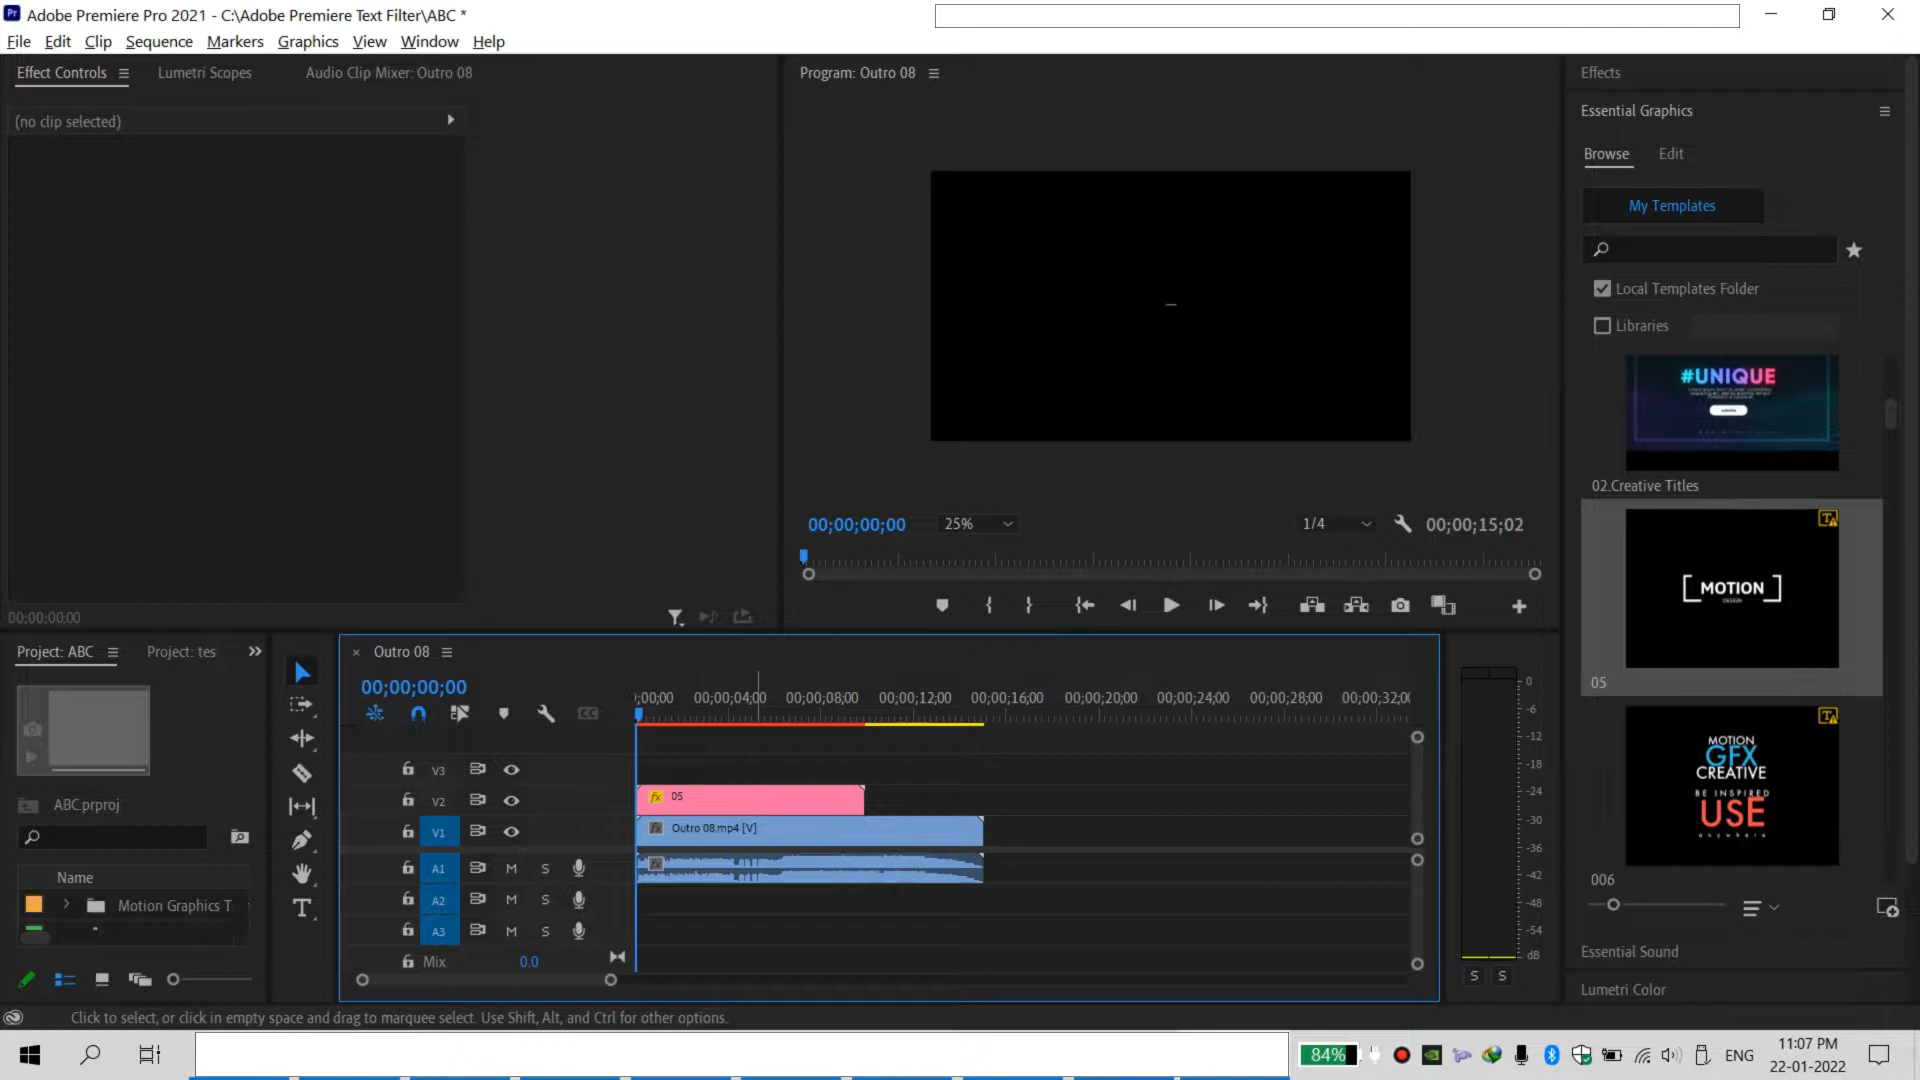 Adobe Premiere Pro 2021 - C:\Adobe Premiere Text Filter\ABC *
File Edit Clip Sequence Markers Graphics View Window Help
Effect Controls Lumetri Scopes Audio Clip Mixer: Outro 08
(no clip selected)
00;00;00;00
Program: Outro 08
00;00;00;00 25% 1/4 00;00;15;02
Effects
Essential Graphics
Browse Edit
My Templates
Local Templates Folder
Libraries
#UNIQUE
02.Creative Titles
MOTION
DESIGN
05
MOTION
GFX
CREATIVE
BE INSPIRED
USE
anywhere
006
Essential Sound
Lumetri Color
Project: ABC Project: tes
ABC.prproj
Name
Motion Graphics T
Outro 08
00;00;00;00
;00;00 00;00;04;00 00;00;08;00 00;00;12;00 00;00;16;00 00;00;20;00 00;00;24;00 00;00;28;00 00;00;32;00
V3
V2 05
V1 fx Outro 08.mp4 [V]
A1 M S
A2 M S
A3 M S
Mix 0.0
0
-6
-12
-18
-24
-30
-36
-42
-48
-54
dB
S S
Click to select, or click in empty space and drag to marquee select. Use Shift, Alt, and Ctrl for other options.
84% ENG 11:07 PM
22-01-2022